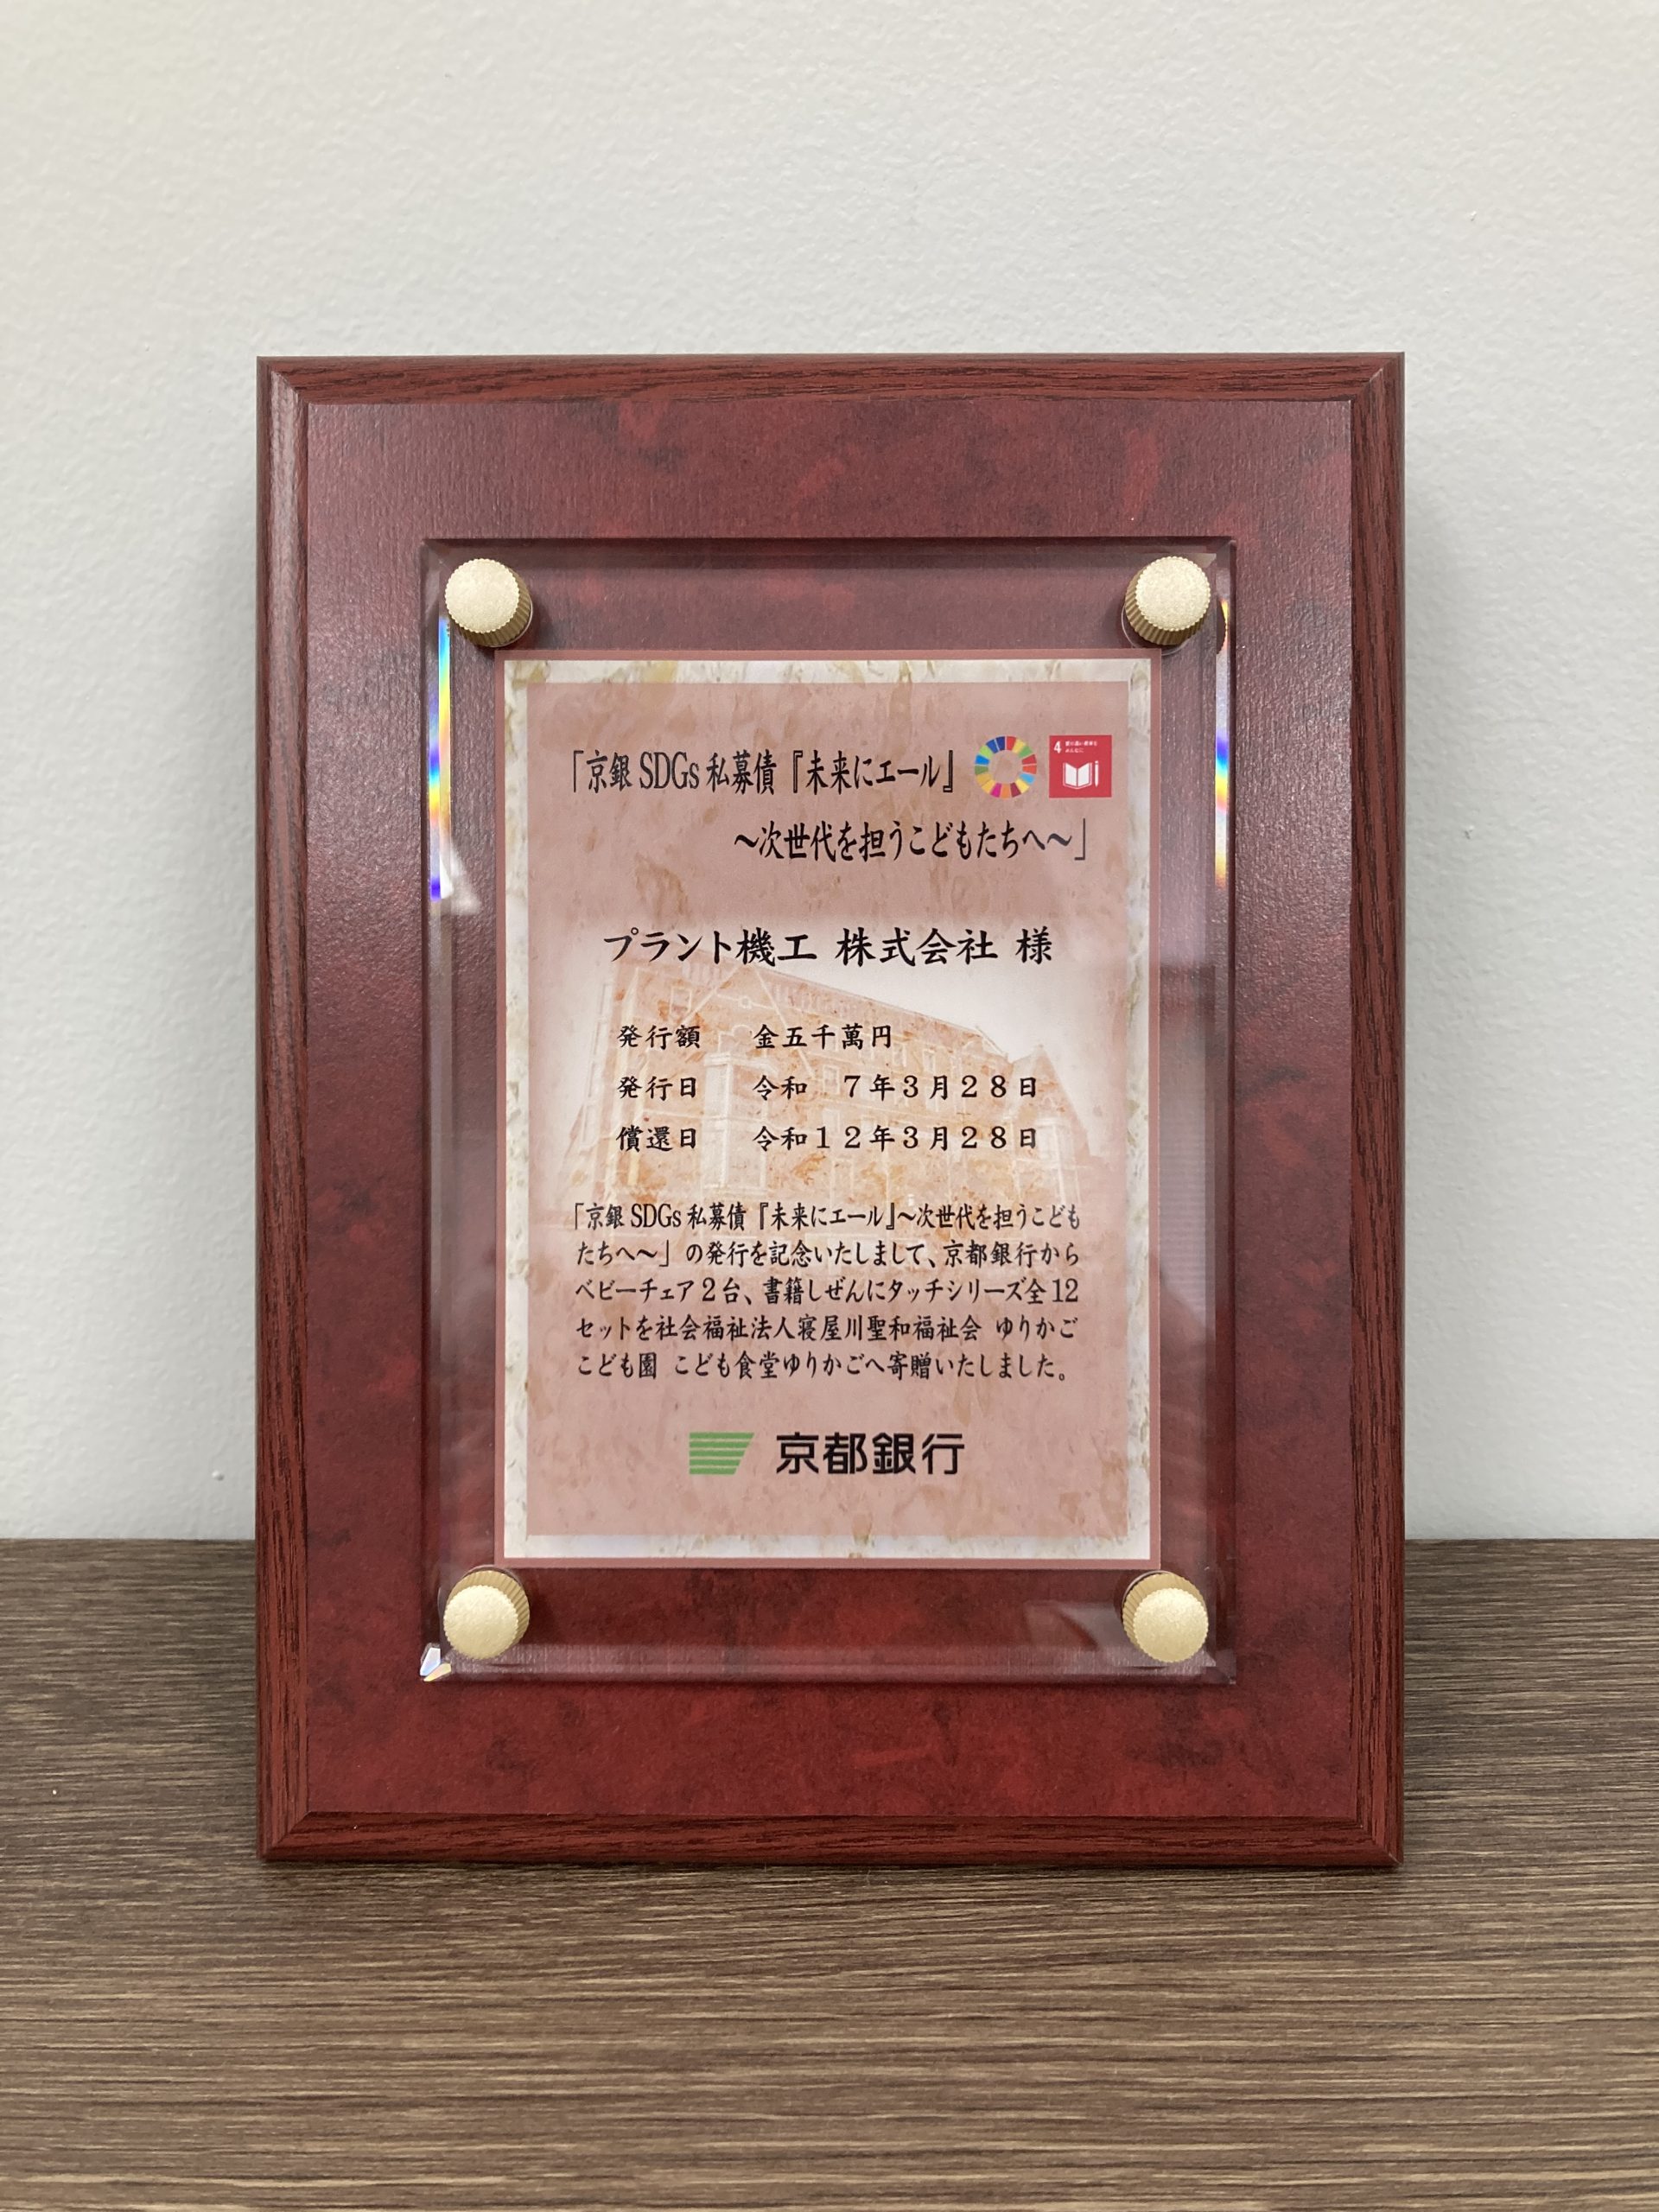 「京銀 SDGs 私募債『未来にエール』
4
～次世代を担うこどもたちへ～」
プラント機工 株式会社 様
発行額 金五千萬円
発行日 令和 ７年３月２８日
償還日 令和１２年３月２８日
「京銀 SDGs 私募債『未来にエール』～次世代を担うこども
たちへ～」の発行を記念いたしまして、京都銀行から
ベビーチェア２台、書籍しぜんにタッチシリーズ全 12
セットを社会福祉法人寝屋川聖和福祉会 ゆりかご
こども園 こども食堂ゆりかごへ寄贈いたしました。
京都銀行